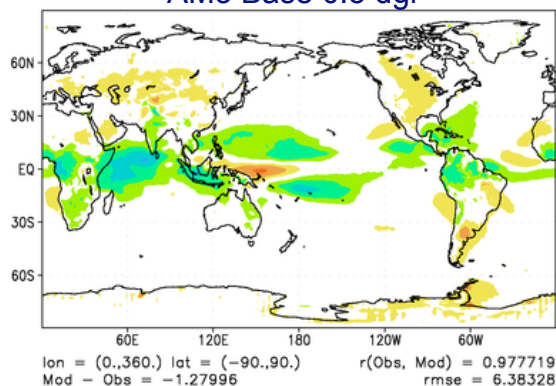 60N
30N
EQ
30S
60S
60E 120E 180 120W 60W
lon = (0.,360.) lat = (-90.,90.) r(Obs, Mod) = 0.977719
Mod - Obs = -1.27996 rmse = 6.38328